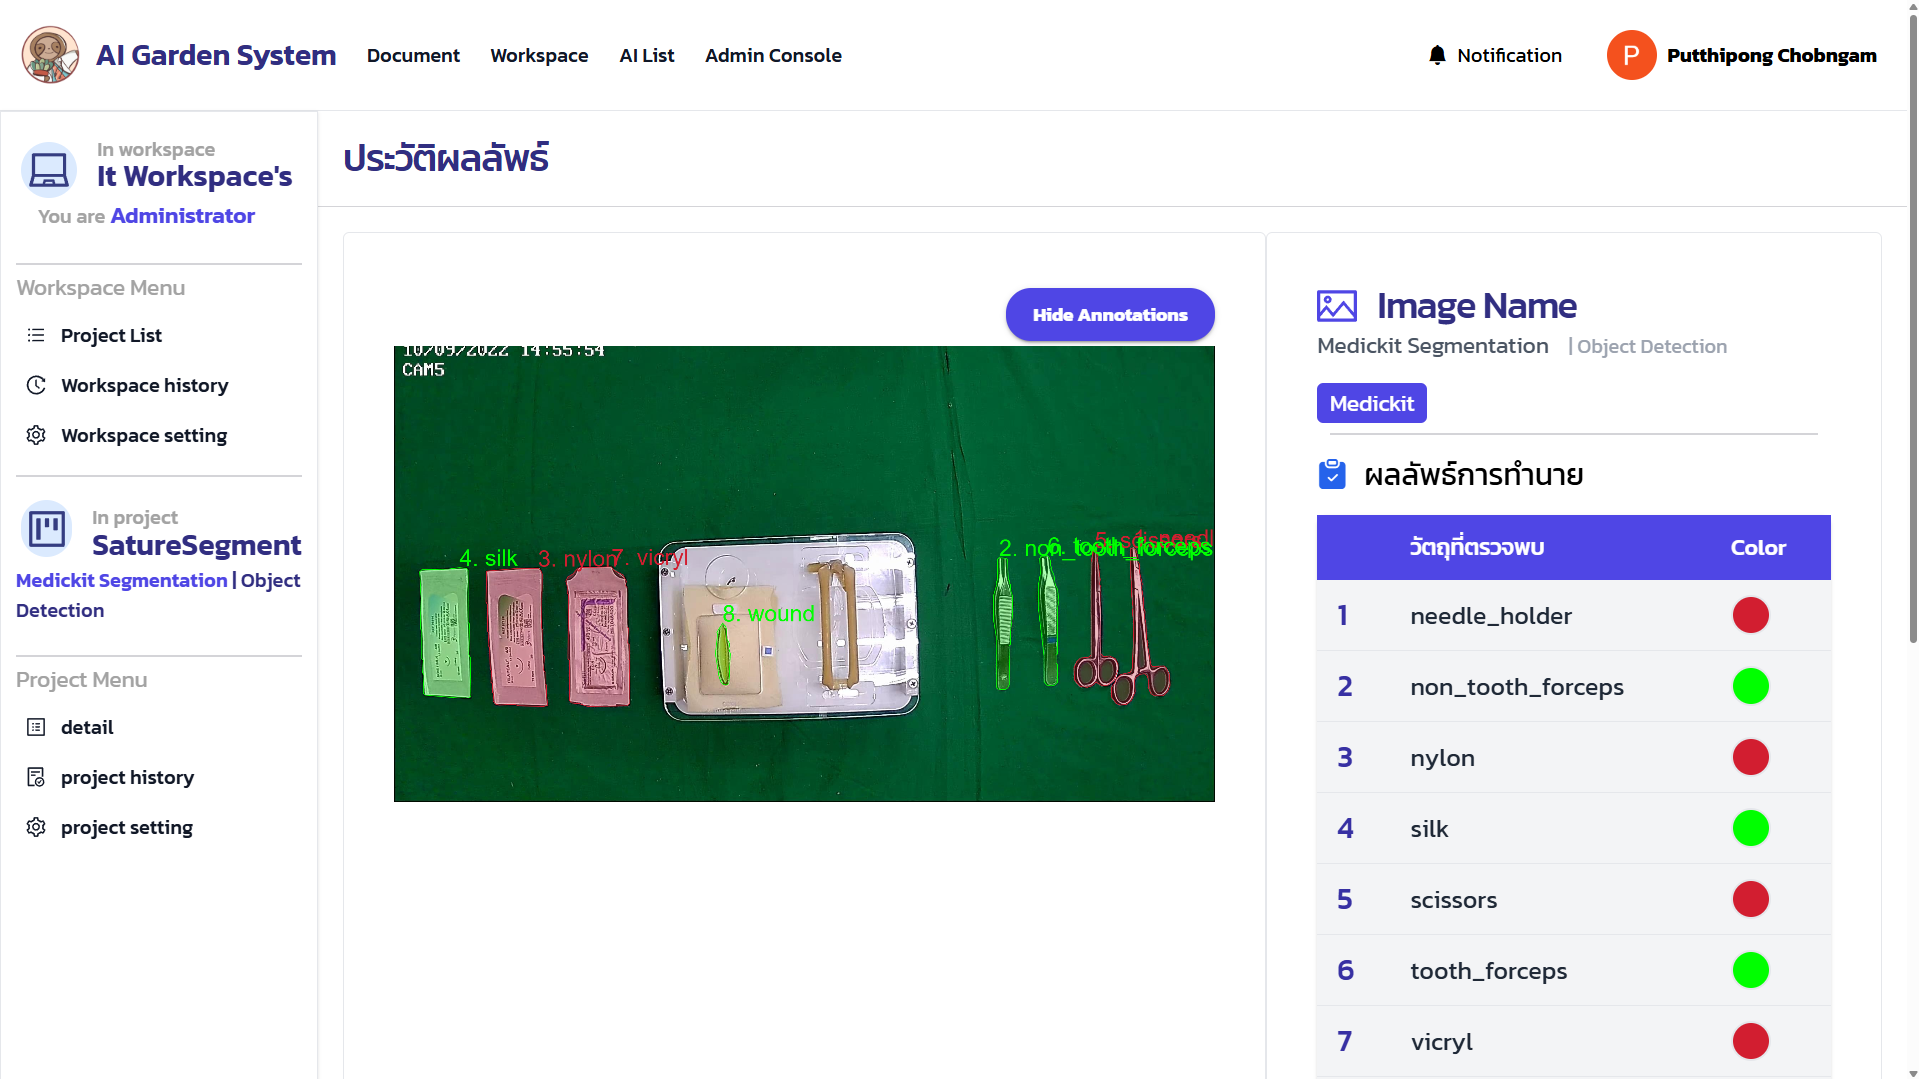 AI Garden System
Document
Workspace
AI List
Admin Console
Notification
P
Putthipong Chobngam
In workspace
It Workspace's
You are Administrator
Workspace Menu
Project List
Workspace history
Workspace setting
In project
SatureSegment
Medickit Segmentation | Object
Detection
Project Menu
detail
project history
project setting
ประวัติผลลัพธ์
Hide Annotations
10/09/2022 14:55:54
CAM5
4. silk
3. nylon
7. vicryl
8. wound
2. non_tooth_forceps
6. tooth_forceps
Image Name
Medickit Segmentation | Object Detection
Medickit
ผลลัพธ์การทำนาย
วัตถุที่ตรวจพบ Color
1 needle_holder
2 non_tooth_forceps
3 nylon
4 silk
5 scissors
6 tooth_forceps
7 vicryl